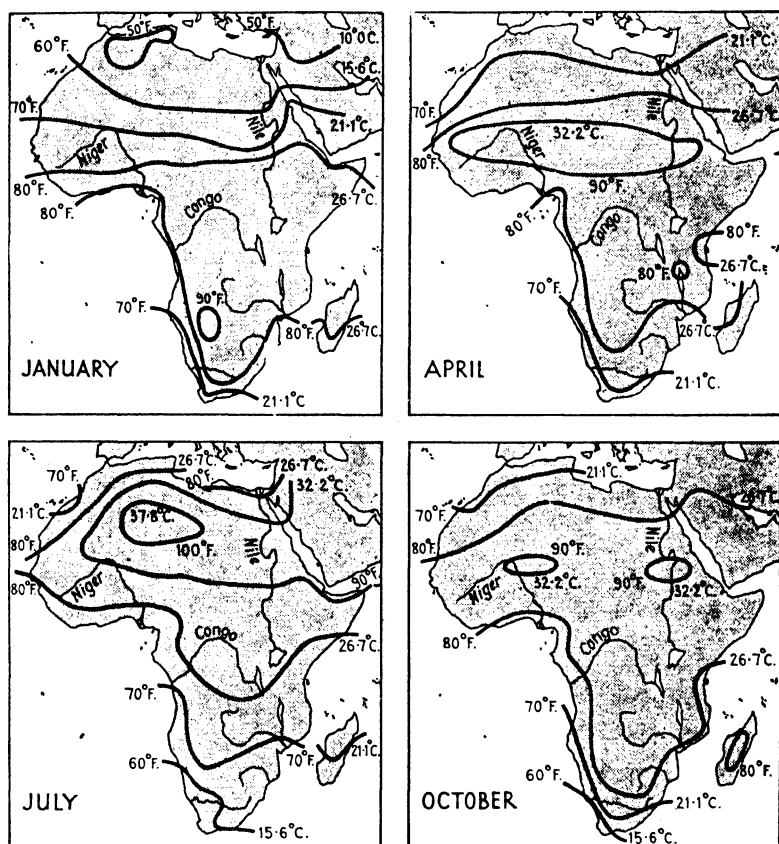 50°F.
50°F.
60°F.
10°0C.
15·6°C.
70°F.
Nile
21·1°C.
Niger
80°F.
26·7°C.
80°F.
Congo
90°F.
70°F.
80°F.
26·7C.
JANUARY
21·1°C
21·1°C.
70°F.
Nile
80°F.
32·2°C.
Niger
90°F.
80°F.
Congo
80°F.
80°F.
26·7°C.
70°F.
26·7C.
APRIL
21·1°C.
26·7°C.
70°F.
80°F.
26·7°C.
32·2°C.
21·1°C.
37·8°C.
100°F.
Nile
80°F.
80°F.
90°F.
Niger
Congo
26·7°C.
70°F.
70°F.
21·1°C.
60°F.
JULY
15·6°C.
21·1°C.
70°F.
Nile
80°F.
90°F.
32·2°C.
90°F.
32·2°C.
Niger
80°F.
Congo
26·7°C.
70°F.
60°F.
80°F.
OCTOBER
21·1°C.
15·6°C.